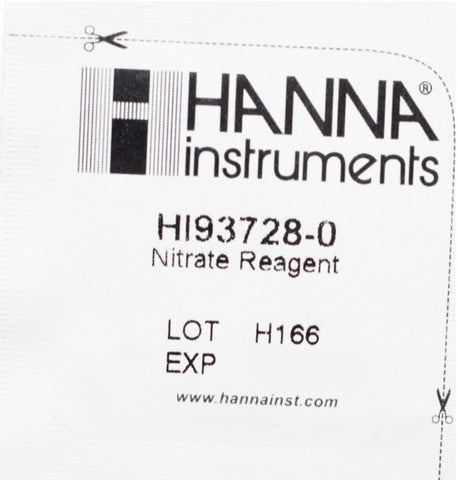 HANNA®
instruments
HI93728-0
Nitrate Reagent
LOT H166
EXP
www.hannainst.com